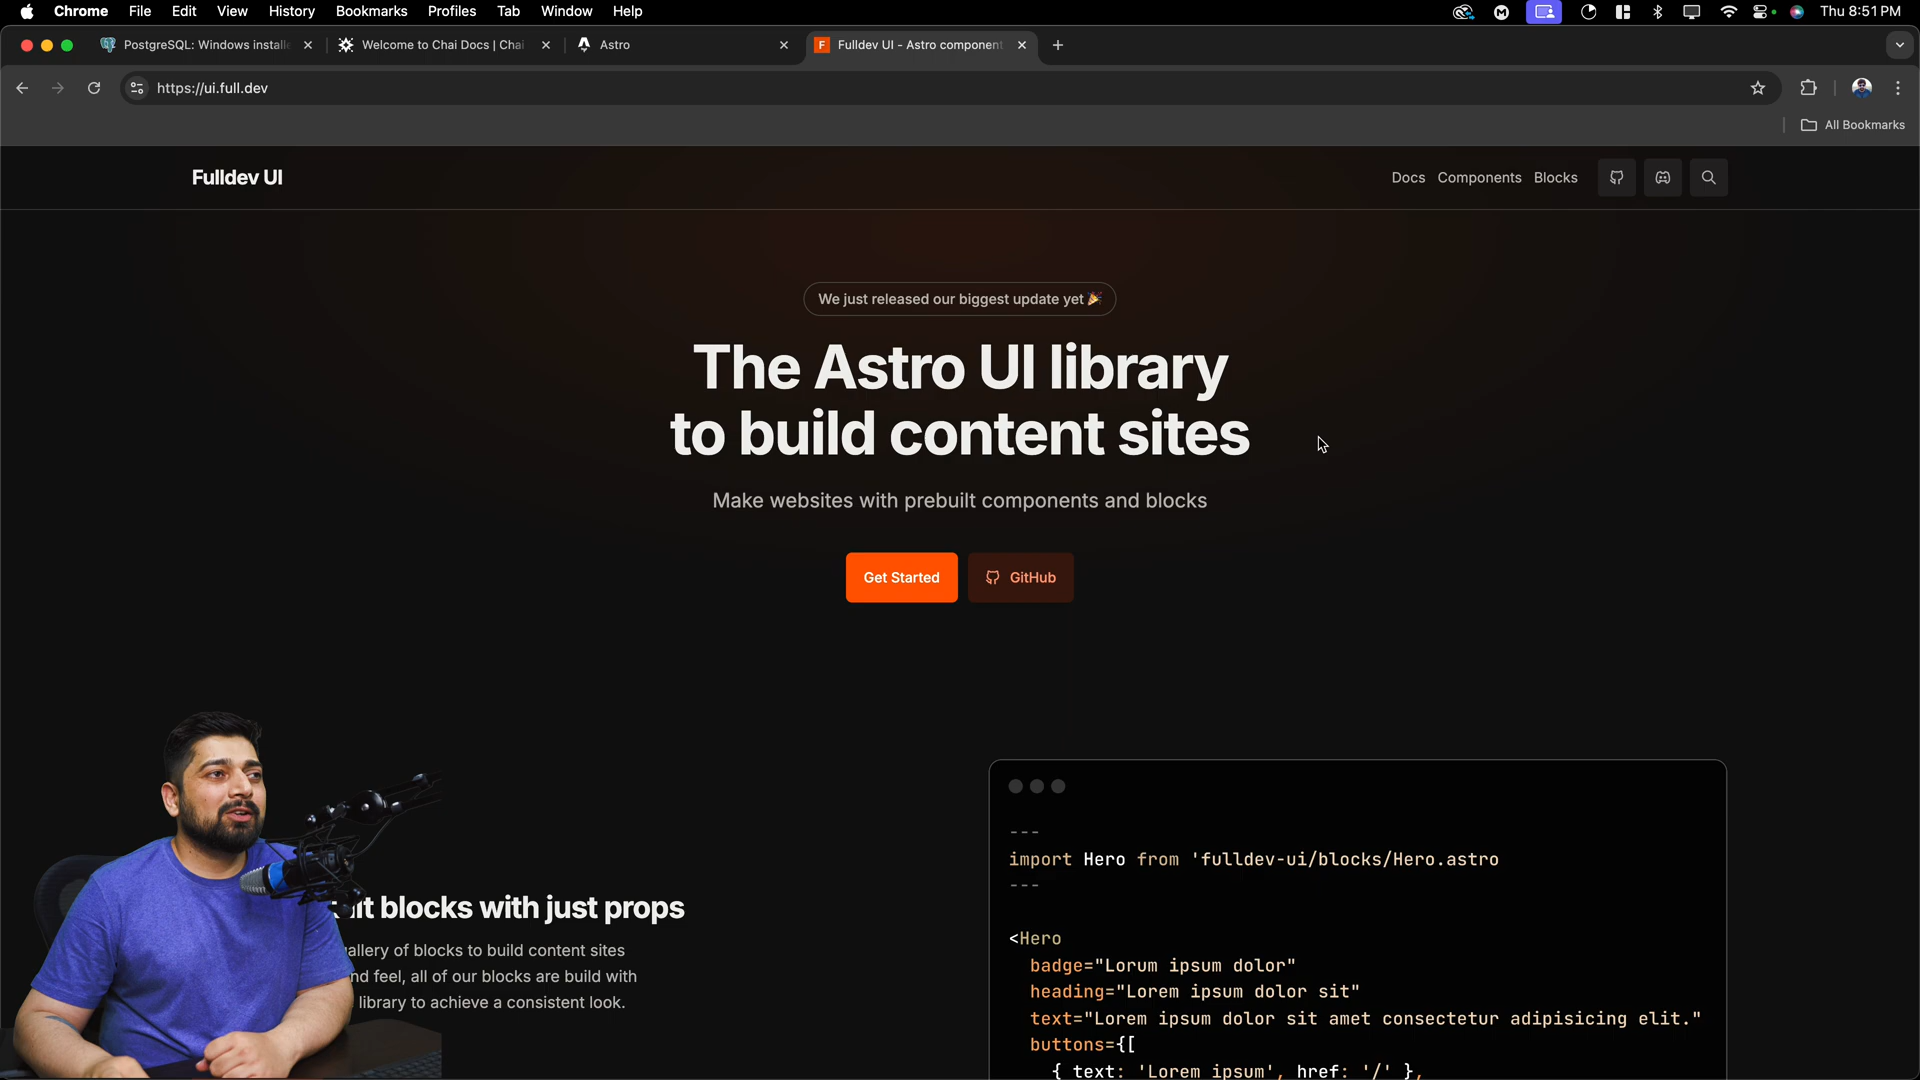 Chrome File Edit View History Bookmarks Profiles Tab Window Help Thu 8:51 PM
PostgreSQL: Windows installe Welcome to Chai Docs | Chai Astro Fulldev UI - Astro component
https://ui.full.dev
All Bookmarks
Fulldev UI Docs Components Blocks
We just released our biggest update yet 🎉
The Astro UI library
to build content sites
Make websites with prebuilt components and blocks
Get Started GitHub
---
import Hero from 'fulldev-ui/blocks/Hero.astro
---
<Hero
badge="Lorum ipsum dolor"
heading="Lorem ipsum dolor sit"
text="Lorem ipsum dolor sit amet consectetur adipisicing elit."
buttons={[
{ text: 'Lorem ipsum', href: '/' },
blocks with just props
of blocks to build content sites
feel, all of our blocks are build with
library to achieve a consistent look.